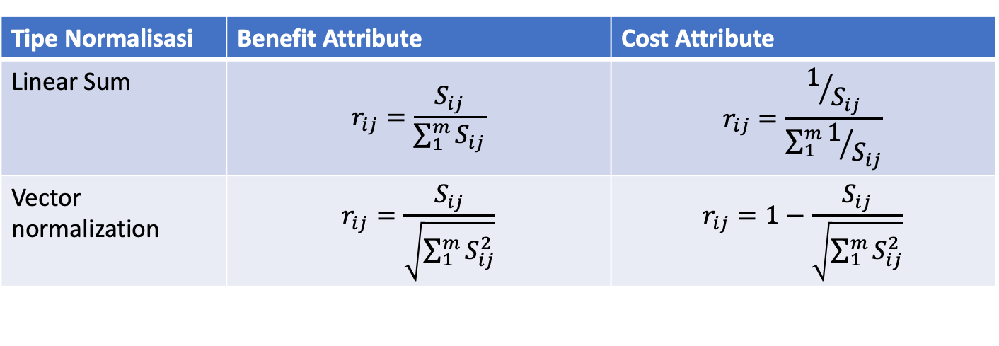 Tipe Normalisasi
Benefit Attribute
Cost Attribute
Linear Sum
r_{ij} = \frac{S_{ij}}{\sum_1^m S_{ij}}
r_{ij} = \frac{1/S_{ij}}{\sum_1^m 1/S_{ij}}
Vector
normalization
r_{ij} = \frac{S_{ij}}{\sqrt{\sum_1^m S_{ij}^2}}
r_{ij} = 1 - \frac{S_{ij}}{\sqrt{\sum_1^m S_{ij}^2}}